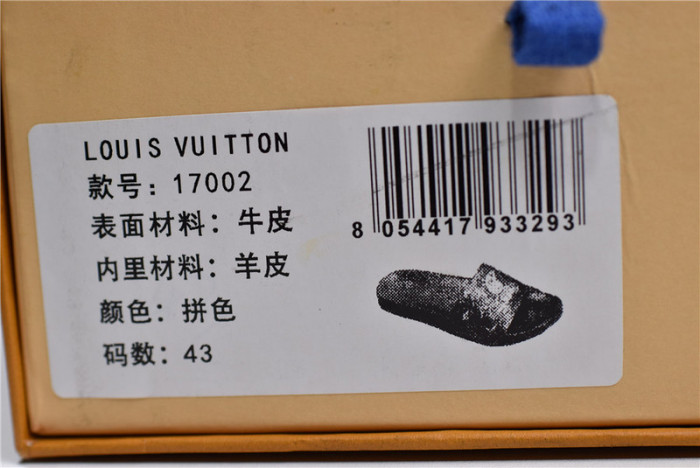 LOUIS VUITTON
款号：17002
表面材料：牛皮
内里材料：羊皮
颜色：拼色
码数：43
8 054417 933293